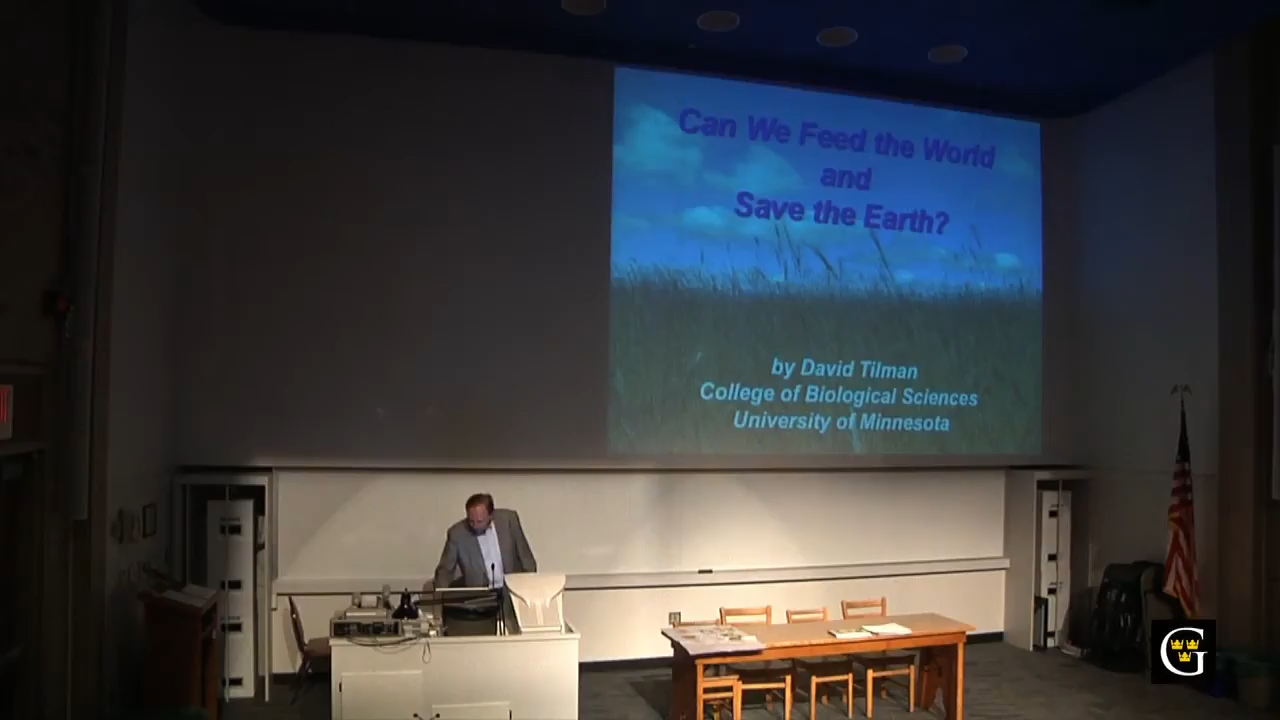 Can We Feed the World
and
Save the Earth?
by David Tilman
College of Biological Sciences
University of Minnesota
G